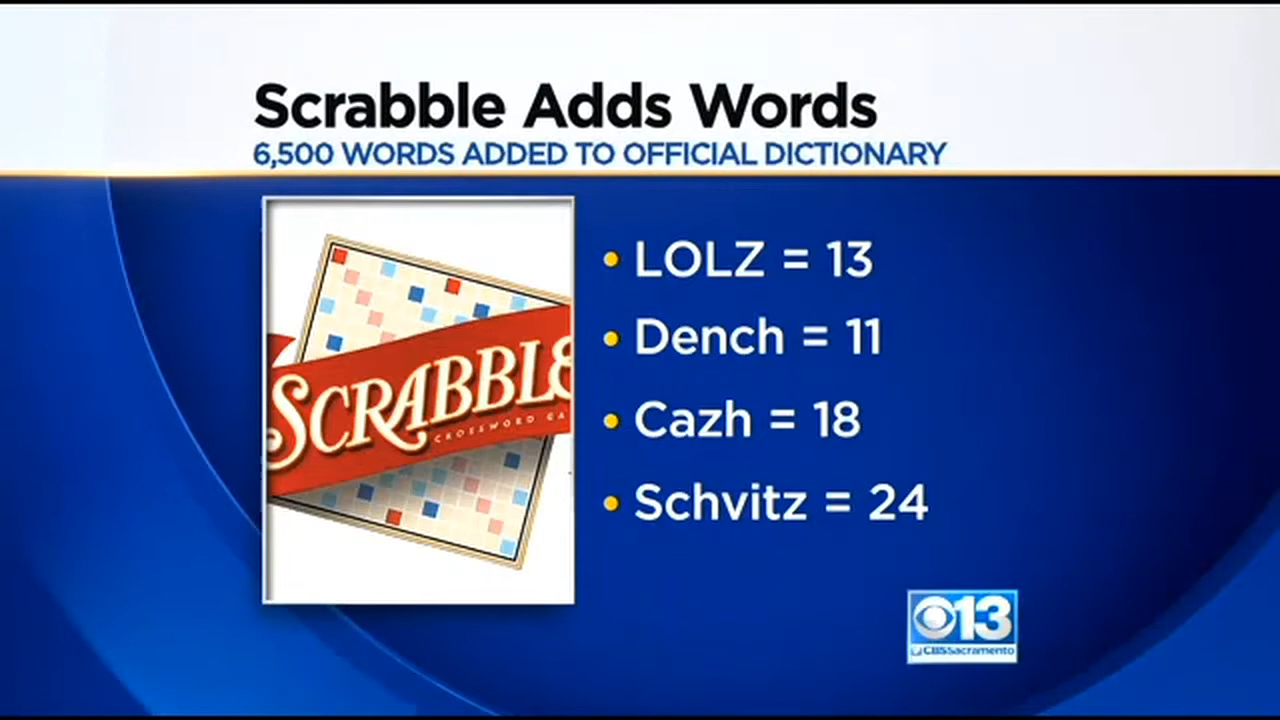 Scrabble Adds Words
6,500 WORDS ADDED TO OFFICIAL DICTIONARY
• LOLZ = 13
• Dench = 11
• Cazh = 18
• Schvitz = 24
SCRABBLE
CROSSWORD GA
13
CBSSacramento